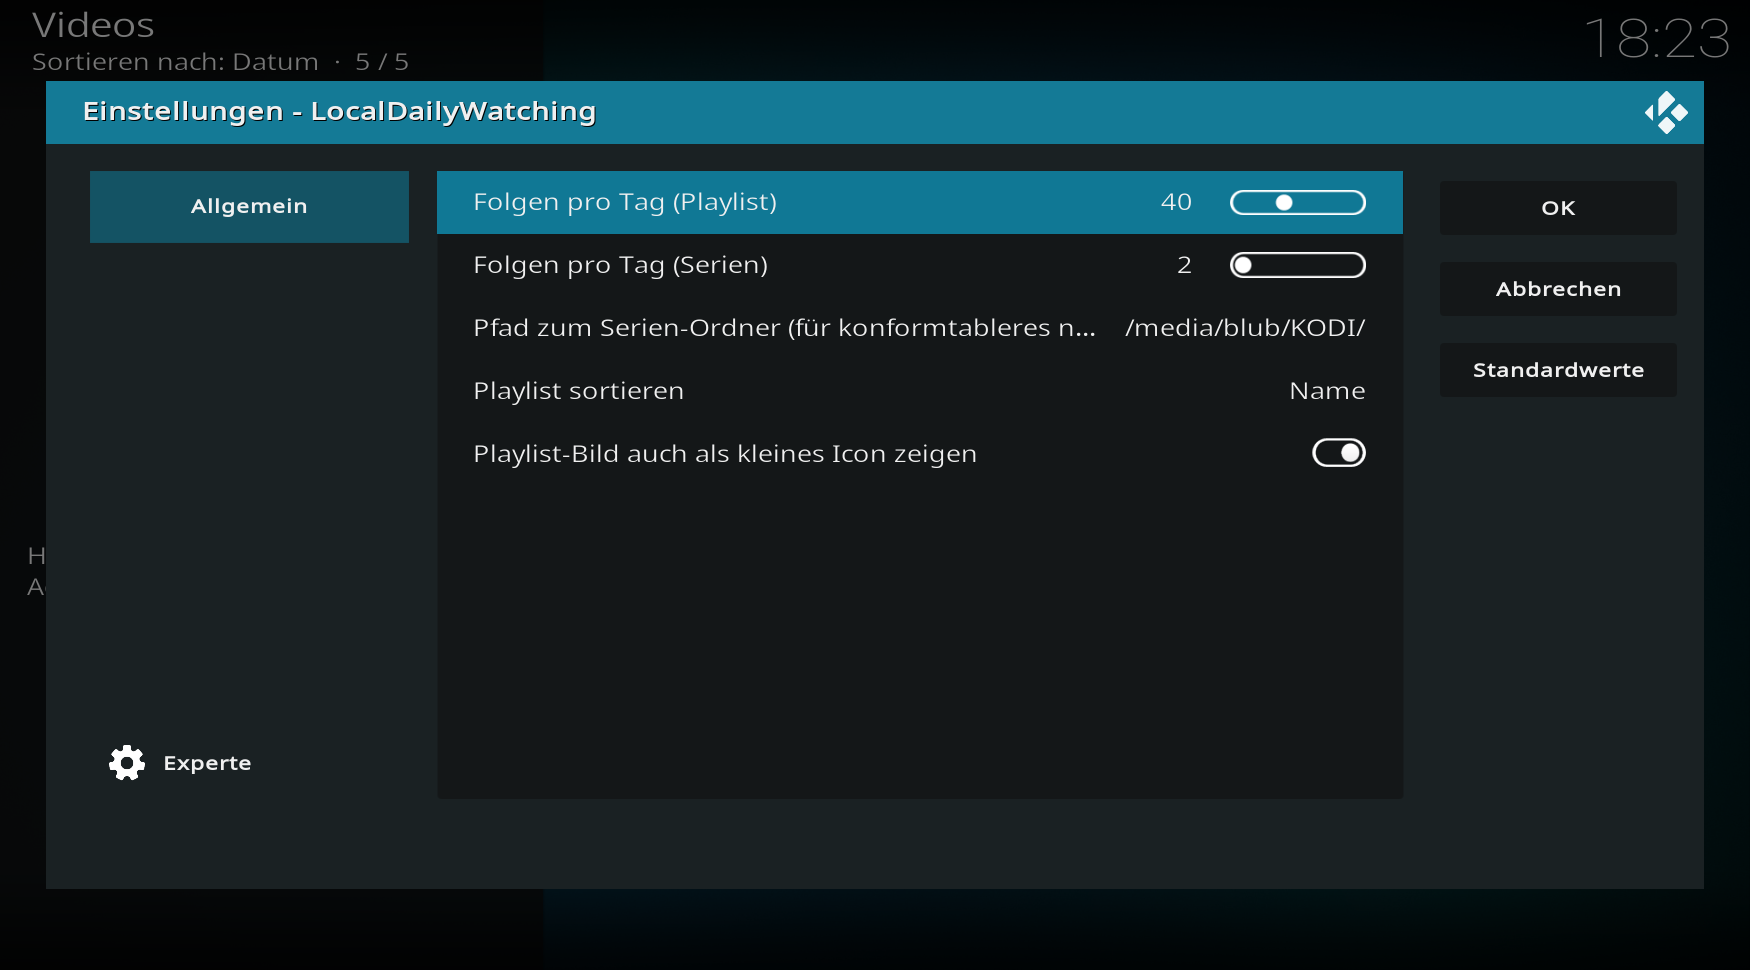 Videos
Sortieren nach: Datum · 5 / 5
18:23
Einstellungen - LocalDailyWatching
Allgemein
Folgen pro Tag (Playlist) 40
Folgen pro Tag (Serien) 2
Pfad zum Serien-Ordner (für konformtableres n... /media/blub/KODI/
Playlist sortieren Name
Playlist-Bild auch als kleines Icon zeigen
OK
Abbrechen
Standardwerte
Experte